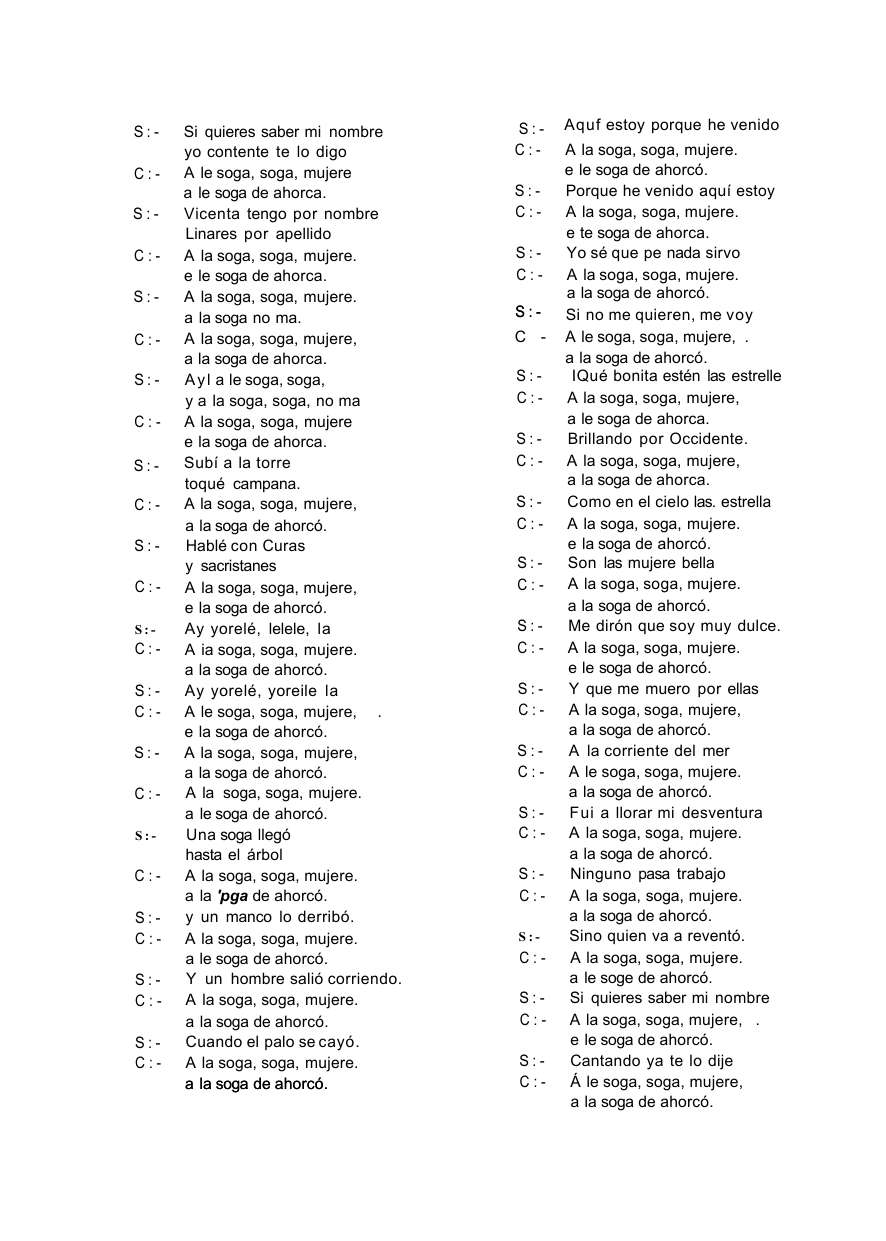 S:- Si quieres saber mi nombre
yo contente te lo digo
C:- A le soga, soga, mujere
a le soga de ahorca.
S:- Vicenta tengo por nombre
Linares por apellido
C:- A la soga, soga, mujere.
e le soga de ahorca.
S:- A la soga, soga, mujere.
a la soga no ma.
C:- A la soga, soga, mujere,
a la soga de ahorca.
S:- Ayl a le soga, soga,
y a la soga, soga, no ma
C:- A la soga, soga, mujere
e la soga de ahorca.
S:- Subí a la torre
toqué campana.
C:- A la soga, soga, mujere,
a la soga de ahorcó.
S:- Hablé con Curas
y sacristanes
C:- A la soga, soga, mujere,
e la soga de ahorcó.
S:- Ay yorelé, lelele, la
C:- A ia soga, soga, mujere.
a la soga de ahorcó.
S:- Ay yorelé, yoreile la
C:- A le soga, soga, mujere, .
e la soga de ahorcó.
S:- A la soga, soga, mujere,
a la soga de ahorcó.
C:- A la soga, soga, mujere.
a le soga de ahorcó.
S:- Una soga llegó
hasta el árbol
C:- A la soga, soga, mujere.
a la 'pga de ahorcó.
S:- y un manco lo derribó.
C:- A la soga, soga, mujere.
a le soga de ahorcó.
S:- Y un hombre salió corriendo.
C:- A la soga, soga, mujere.
a la soga de ahorcó.
S:- Cuando el palo se cayó.
C:- A la soga, soga, mujere.
a la soga de ahorcó.
S:- Aquf estoy porque he venido
C:- A la soga, soga, mujere.
e le soga de ahorcó.
S:- Porque he venido aquí estoy
C:- A la soga, soga, mujere.
e te soga de ahorca.
S:- Yo sé que pe nada sirvo
C:- A la soga, soga, mujere.
a la soga de ahorcó.
S:- Si no me quieren, me voy
C - A le soga, soga, mujere, .
a la soga de ahorcó.
S:- IQué bonita estén las estrelle
C:- A la soga, soga, mujere,
a le soga de ahorca.
S:- Brillando por Occidente.
C:- A la soga, soga, mujere,
a la soga de ahorca.
S:- Como en el cielo las. estrella
C:- A la soga, soga, mujere.
e la soga de ahorcó.
S:- Son las mujere bella
C:- A la soga, soga, mujere.
a la soga de ahorcó.
S:- Me dirón que soy muy dulce.
C:- A la soga, soga, mujere.
e le soga de ahorcó.
S:- Y que me muero por ellas
C:- A la soga, soga, mujere,
a la soga de ahorcó.
S:- A la corriente del mer
C:- A le soga, soga, mujere.
a la soga de ahorcó.
S:- Fui a llorar mi desventura
C:- A la soga, soga, mujere.
a la soga de ahorcó.
S:- Ninguno pasa trabajo
C:- A la soga, soga, mujere.
a la soga de ahorcó.
S:- Sino quien va a reventó.
C:- A la soga, soga, mujere.
a le soge de ahorcó.
S:- Si quieres saber mi nombre
C:- A la soga, soga, mujere, .
e le soga de ahorcó.
S:- Cantando ya te lo dije
C:- Á le soga, soga, mujere,
a la soga de ahorcó.